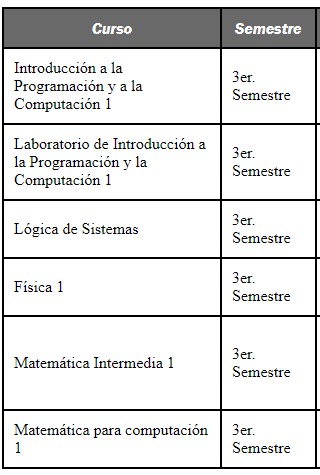 Curso Semestre
Introducción a la
Programación y a la
Computación 1
3er.
Semestre
Laboratorio de Introducción a
la Programación y la
Computación 1
3er.
Semestre
Lógica de Sistemas
3er.
Semestre
Física 1
3er.
Semestre
Matemática Intermedia 1
3er.
Semestre
Matemática para computación
1
3er.
Semestre